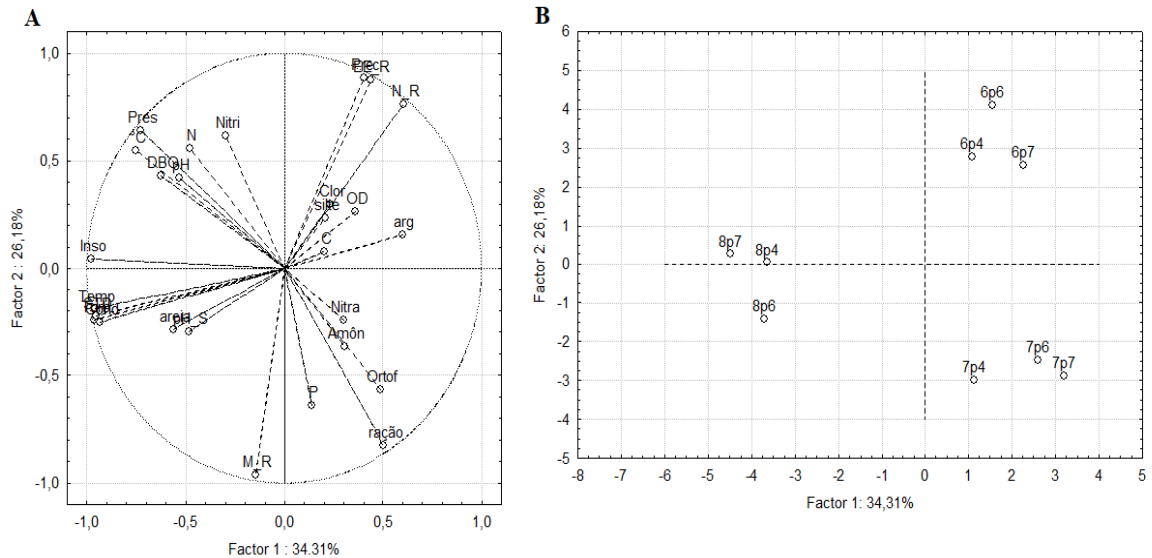 A
1,0
0,5
0,0
-0,5
-1,0
Factor 2 : 26,18%
N_R
Pres
N
Nitri
DBO
pH
Clor
silte
OD
arg
C
Inso
Temp
areia
pH_S
Nitra
Amôn
Ortof
P
ração
M_R
-1,0 -0,5 0,0 0,5 1,0
Factor 1 : 34.31%
B
6
5
4
3
2
1
0
-1
-2
-3
-4
-5
Factor 2: 26,18%
6p6
6p4
6p7
8p7
8p4
8p6
7p4
7p6
7p7
-8 -7 -6 -5 -4 -3 -2 -1 0 1 2 3 4 5
Factor 1: 34,31%